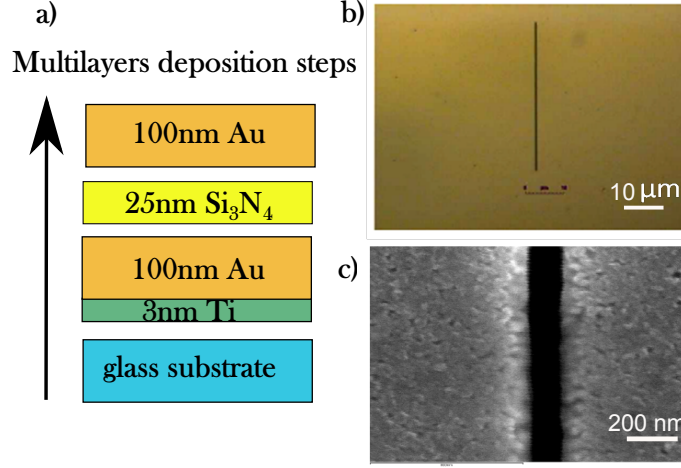 a)
Multilayers deposition steps
100nm Au
25nm Si₃N₄
100nm Au
3nm Ti
glass substrate
b)
10 μm
c)
200 nm